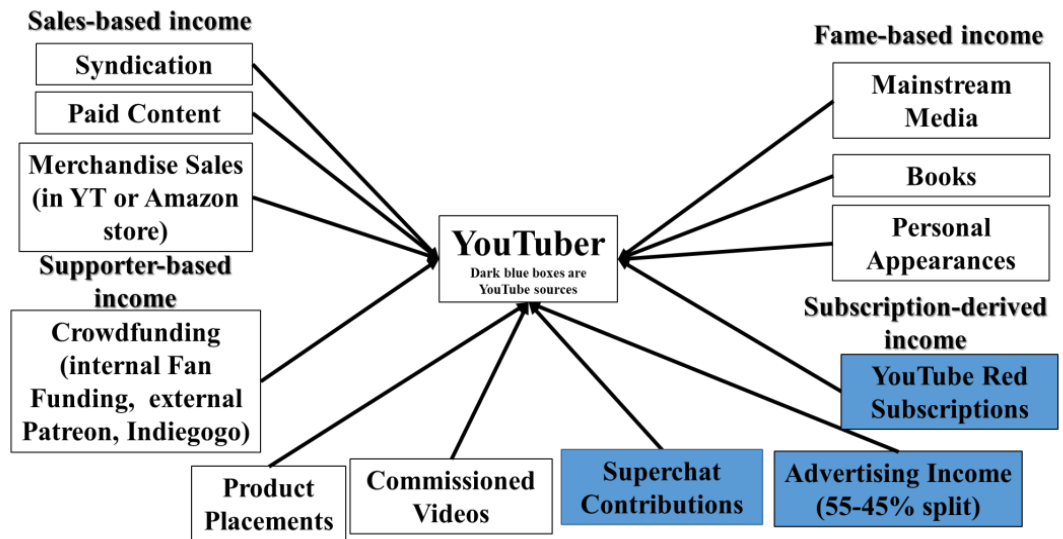 Sales-based income
Syndication
Paid Content
Merchandise Sales
(in YT or Amazon
store)
Supporter-based
income
Crowdfunding
(internal Fan
Funding, external
Patreon, Indiegogo)
Product
Placements
Commissioned
Videos
YouTuber
Dark blue boxes are
YouTube sources
Superchat
Contributions
Fame-based income
Mainstream
Media
Books
Personal
Appearances
Subscription-derived
income
YouTube Red
Subscriptions
Advertising Income
(55-45% split)